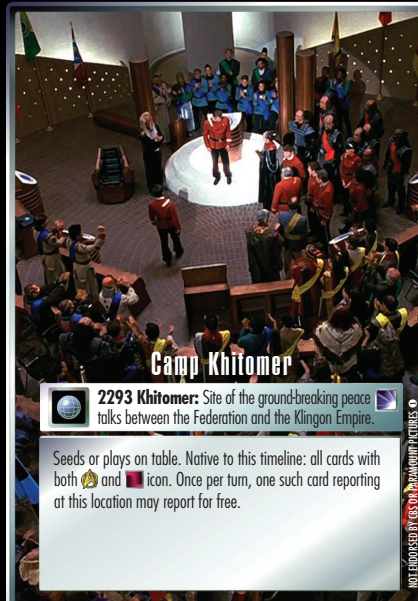 Camp Khitomer
2293 Khitomer: Site of the ground-breaking peace
talks between the Federation and the Klingon Empire.
Seeds or plays on table. Native to this timeline: all cards with
both and icon. Once per turn, one such card reporting
at this location may report for free.
NOT ENDORSED BY CBS OR PARAMOUNT PICTURES